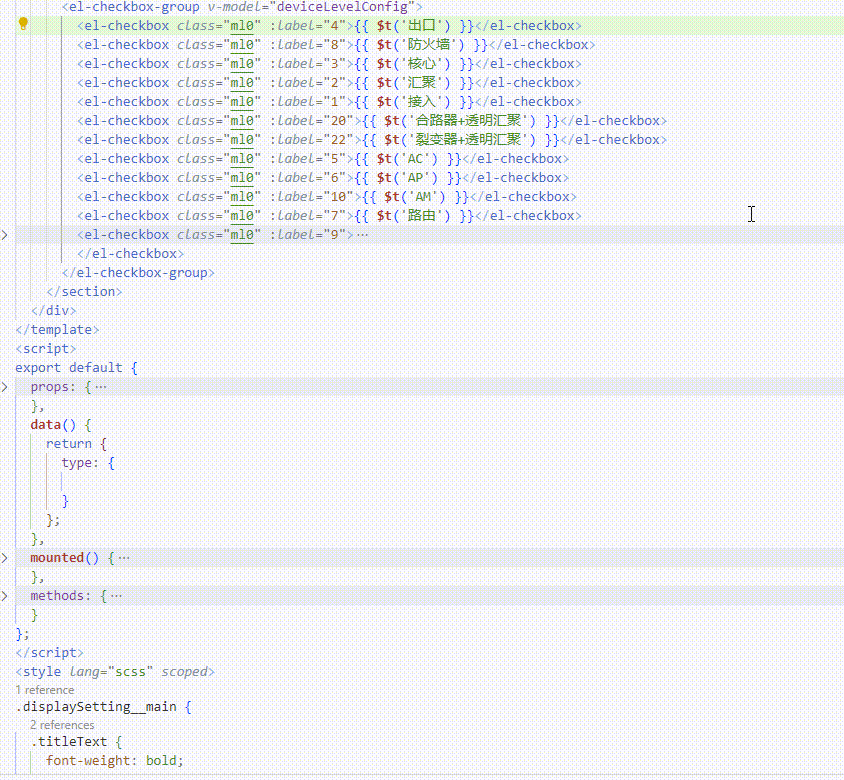 <el-checkbox-group v-model="deviceLevelConfig">
<el-checkbox class="ml0" :label="4">{{ $t('出口') }}</el-checkbox>
<el-checkbox class="ml0" :label="8">{{ $t('防火墙') }}</el-checkbox>
<el-checkbox class="ml0" :label="3">{{ $t('核心') }}</el-checkbox>
<el-checkbox class="ml0" :label="2">{{ $t('汇聚') }}</el-checkbox>
<el-checkbox class="ml0" :label="1">{{ $t('接入') }}</el-checkbox>
<el-checkbox class="ml0" :label="20">{{ $t('合路器+透明汇聚') }}</el-checkbox>
<el-checkbox class="ml0" :label="22">{{ $t('裂变器+透明汇聚') }}</el-checkbox>
<el-checkbox class="ml0" :label="5">{{ $t('AC') }}</el-checkbox>
<el-checkbox class="ml0" :label="6">{{ $t('AP') }}</el-checkbox>
<el-checkbox class="ml0" :label="10">{{ $t('AM') }}</el-checkbox>
<el-checkbox class="ml0" :label="7">{{ $t('路由') }}</el-checkbox>
<el-checkbox class="ml0" :label="9">⋯
</el-checkbox>
</el-checkbox-group>
</section>
</div>
</template>
<script>
export default {
props: {⋯
},
data() {
return {
type: {
}
};
},
mounted() {⋯
},
methods: {⋯
}
};
</script>
<style lang="scss" scoped>
1 reference
.displaySetting__main {
2 references
.titleText {
font-weight: bold;